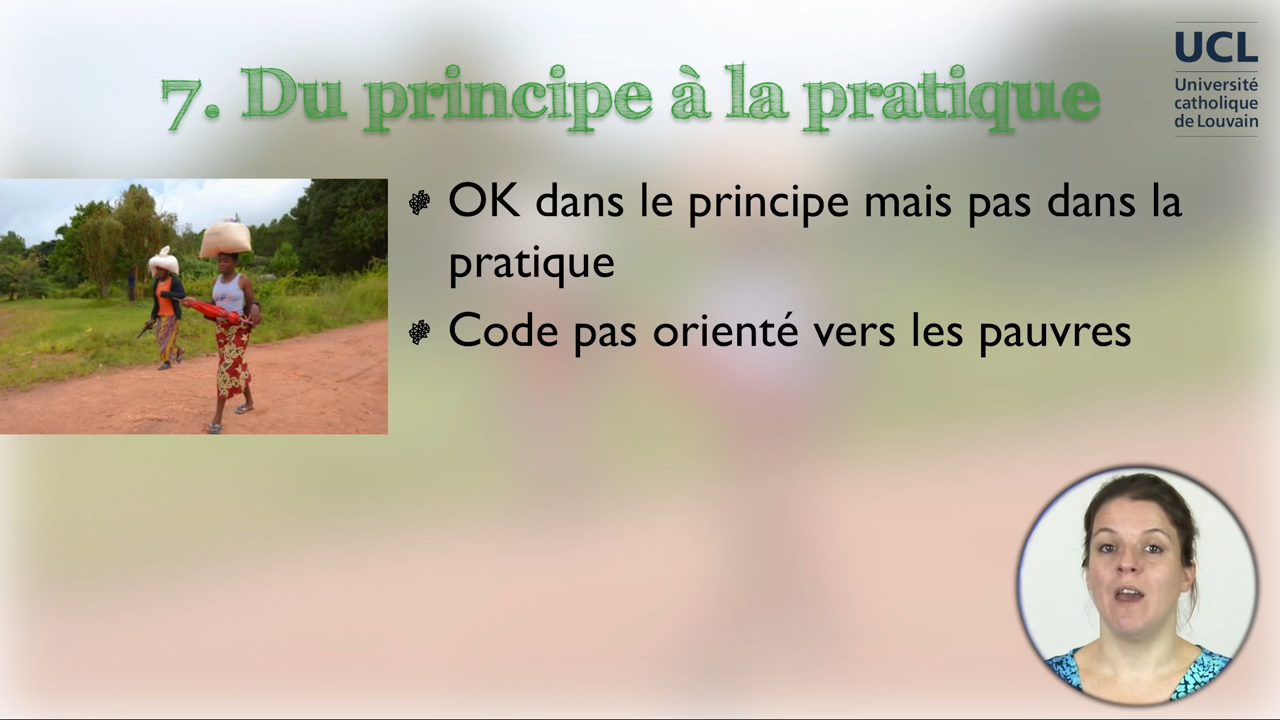 7. Du principe à la pratique
UCL
Université
catholique
de Louvain
OK dans le principe mais pas dans la
pratique
Code pas orienté vers les pauvres